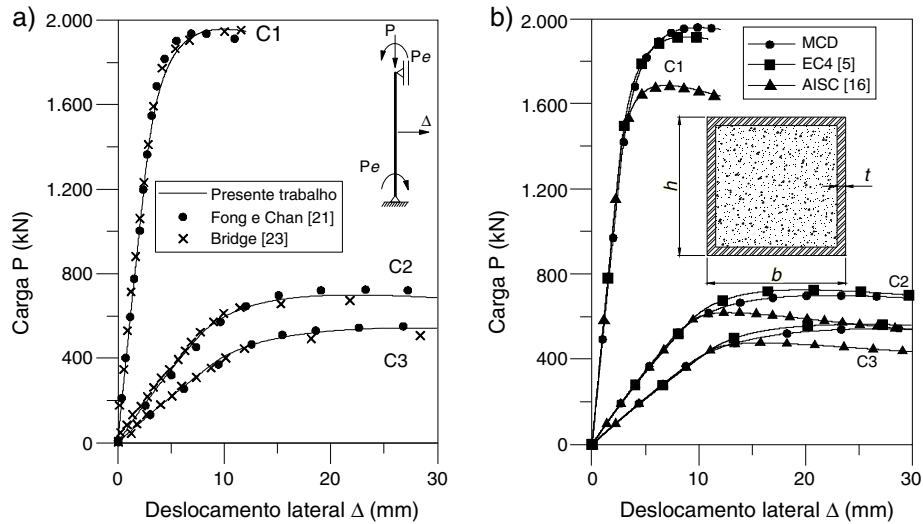 a)
2.000
1.600
1.200
800
400
0
Carga P (kN)
0
10
20
30
Deslocamento lateral Δ (mm)
C1
C2
C3
P
Pe
Δ
Pe
Presente trabalho
Fong e Chan [21]
Bridge [23]
b)
2.000
1.600
1.200
800
400
0
Carga P (kN)
0
10
20
30
Deslocamento lateral Δ (mm)
C1
C2
C3
MCD
EC4 [5]
AISC [16]
h
t
b